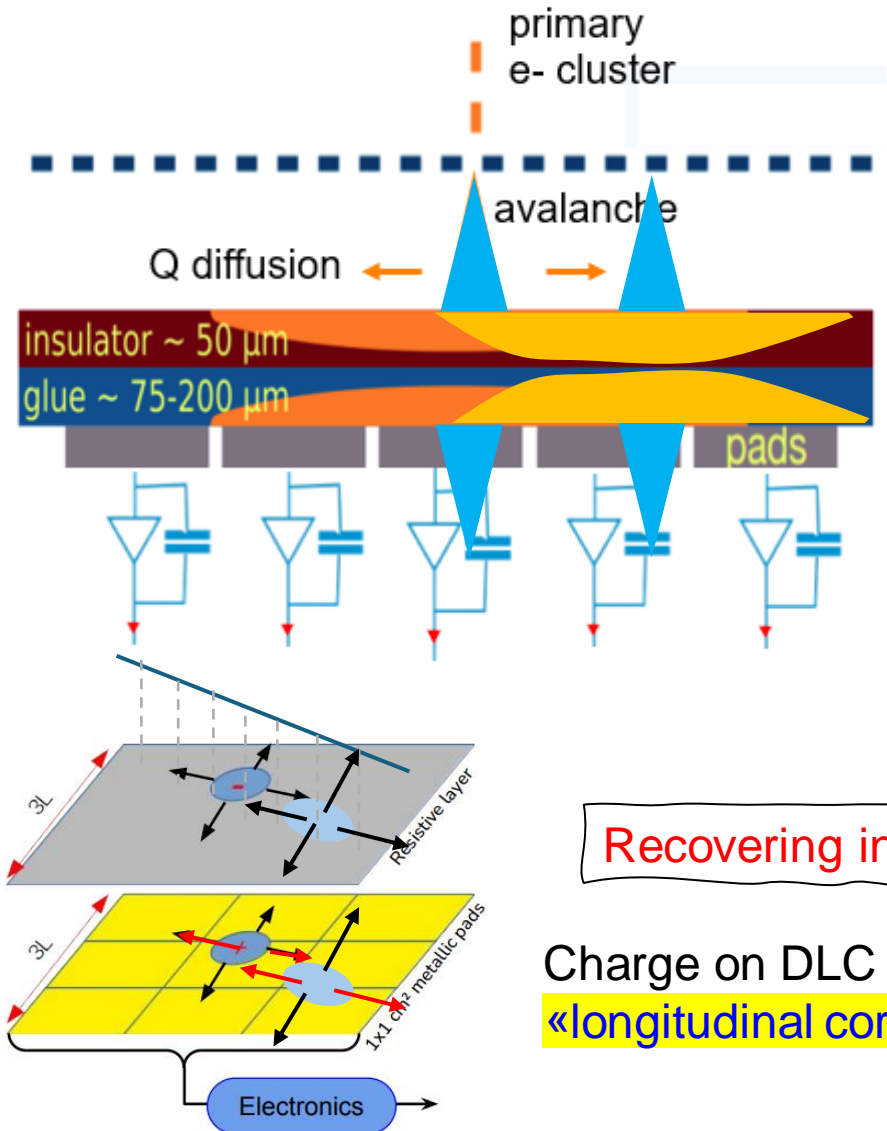 primary
e- cluster
avalanche
Q diffusion
insulator ~ 50 µm
glue ~ 75-200 µm
pads
3L
Resistive layer
-
3L
+
1x1 cm² metallic pads
Electronics
Recovering in
Charge on DLC
«longitudinal cor